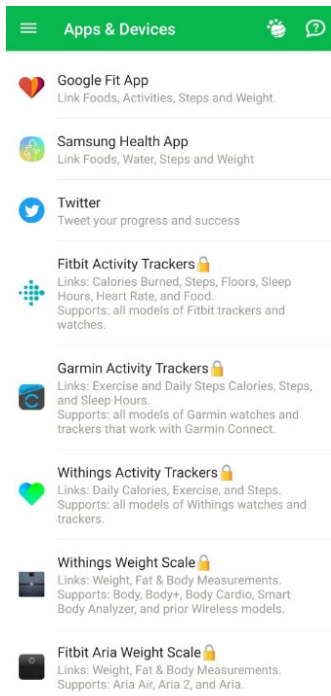 Apps & Devices
Google Fit App
Link Foods, Activities, Steps and Weight.
Samsung Health App
Link Foods, Water, Steps and Weight
Twitter
Tweet your progress and success
Fitbit Activity Trackers🔒
Links: Calories Burned, Steps, Floors, Sleep
Hours, Heart Rate, and Food.
Supports: all models of Fitbit trackers and
watches.
Garmin Activity Trackers🔒
Links: Exercise and Daily Steps Calories, Steps,
and Sleep Hours.
Supports: all models of Garmin watches and
trackers that work with Garmin Connect.
Withings Activity Trackers🔒
Links: Daily Calories, Exercise, and Steps.
Supports: all models of Withings watches and
trackers.
Withings Weight Scale🔒
Links: Weight, Fat & Body Measurements.
Supports: Body, Body+, Body Cardio, Smart
Body Analyzer, and prior Wireless models.
Fitbit Aria Weight Scale🔒
Links: Weight, Fat & Body Measurements.
Supports: Aria Air, Aria 2, and Aria.